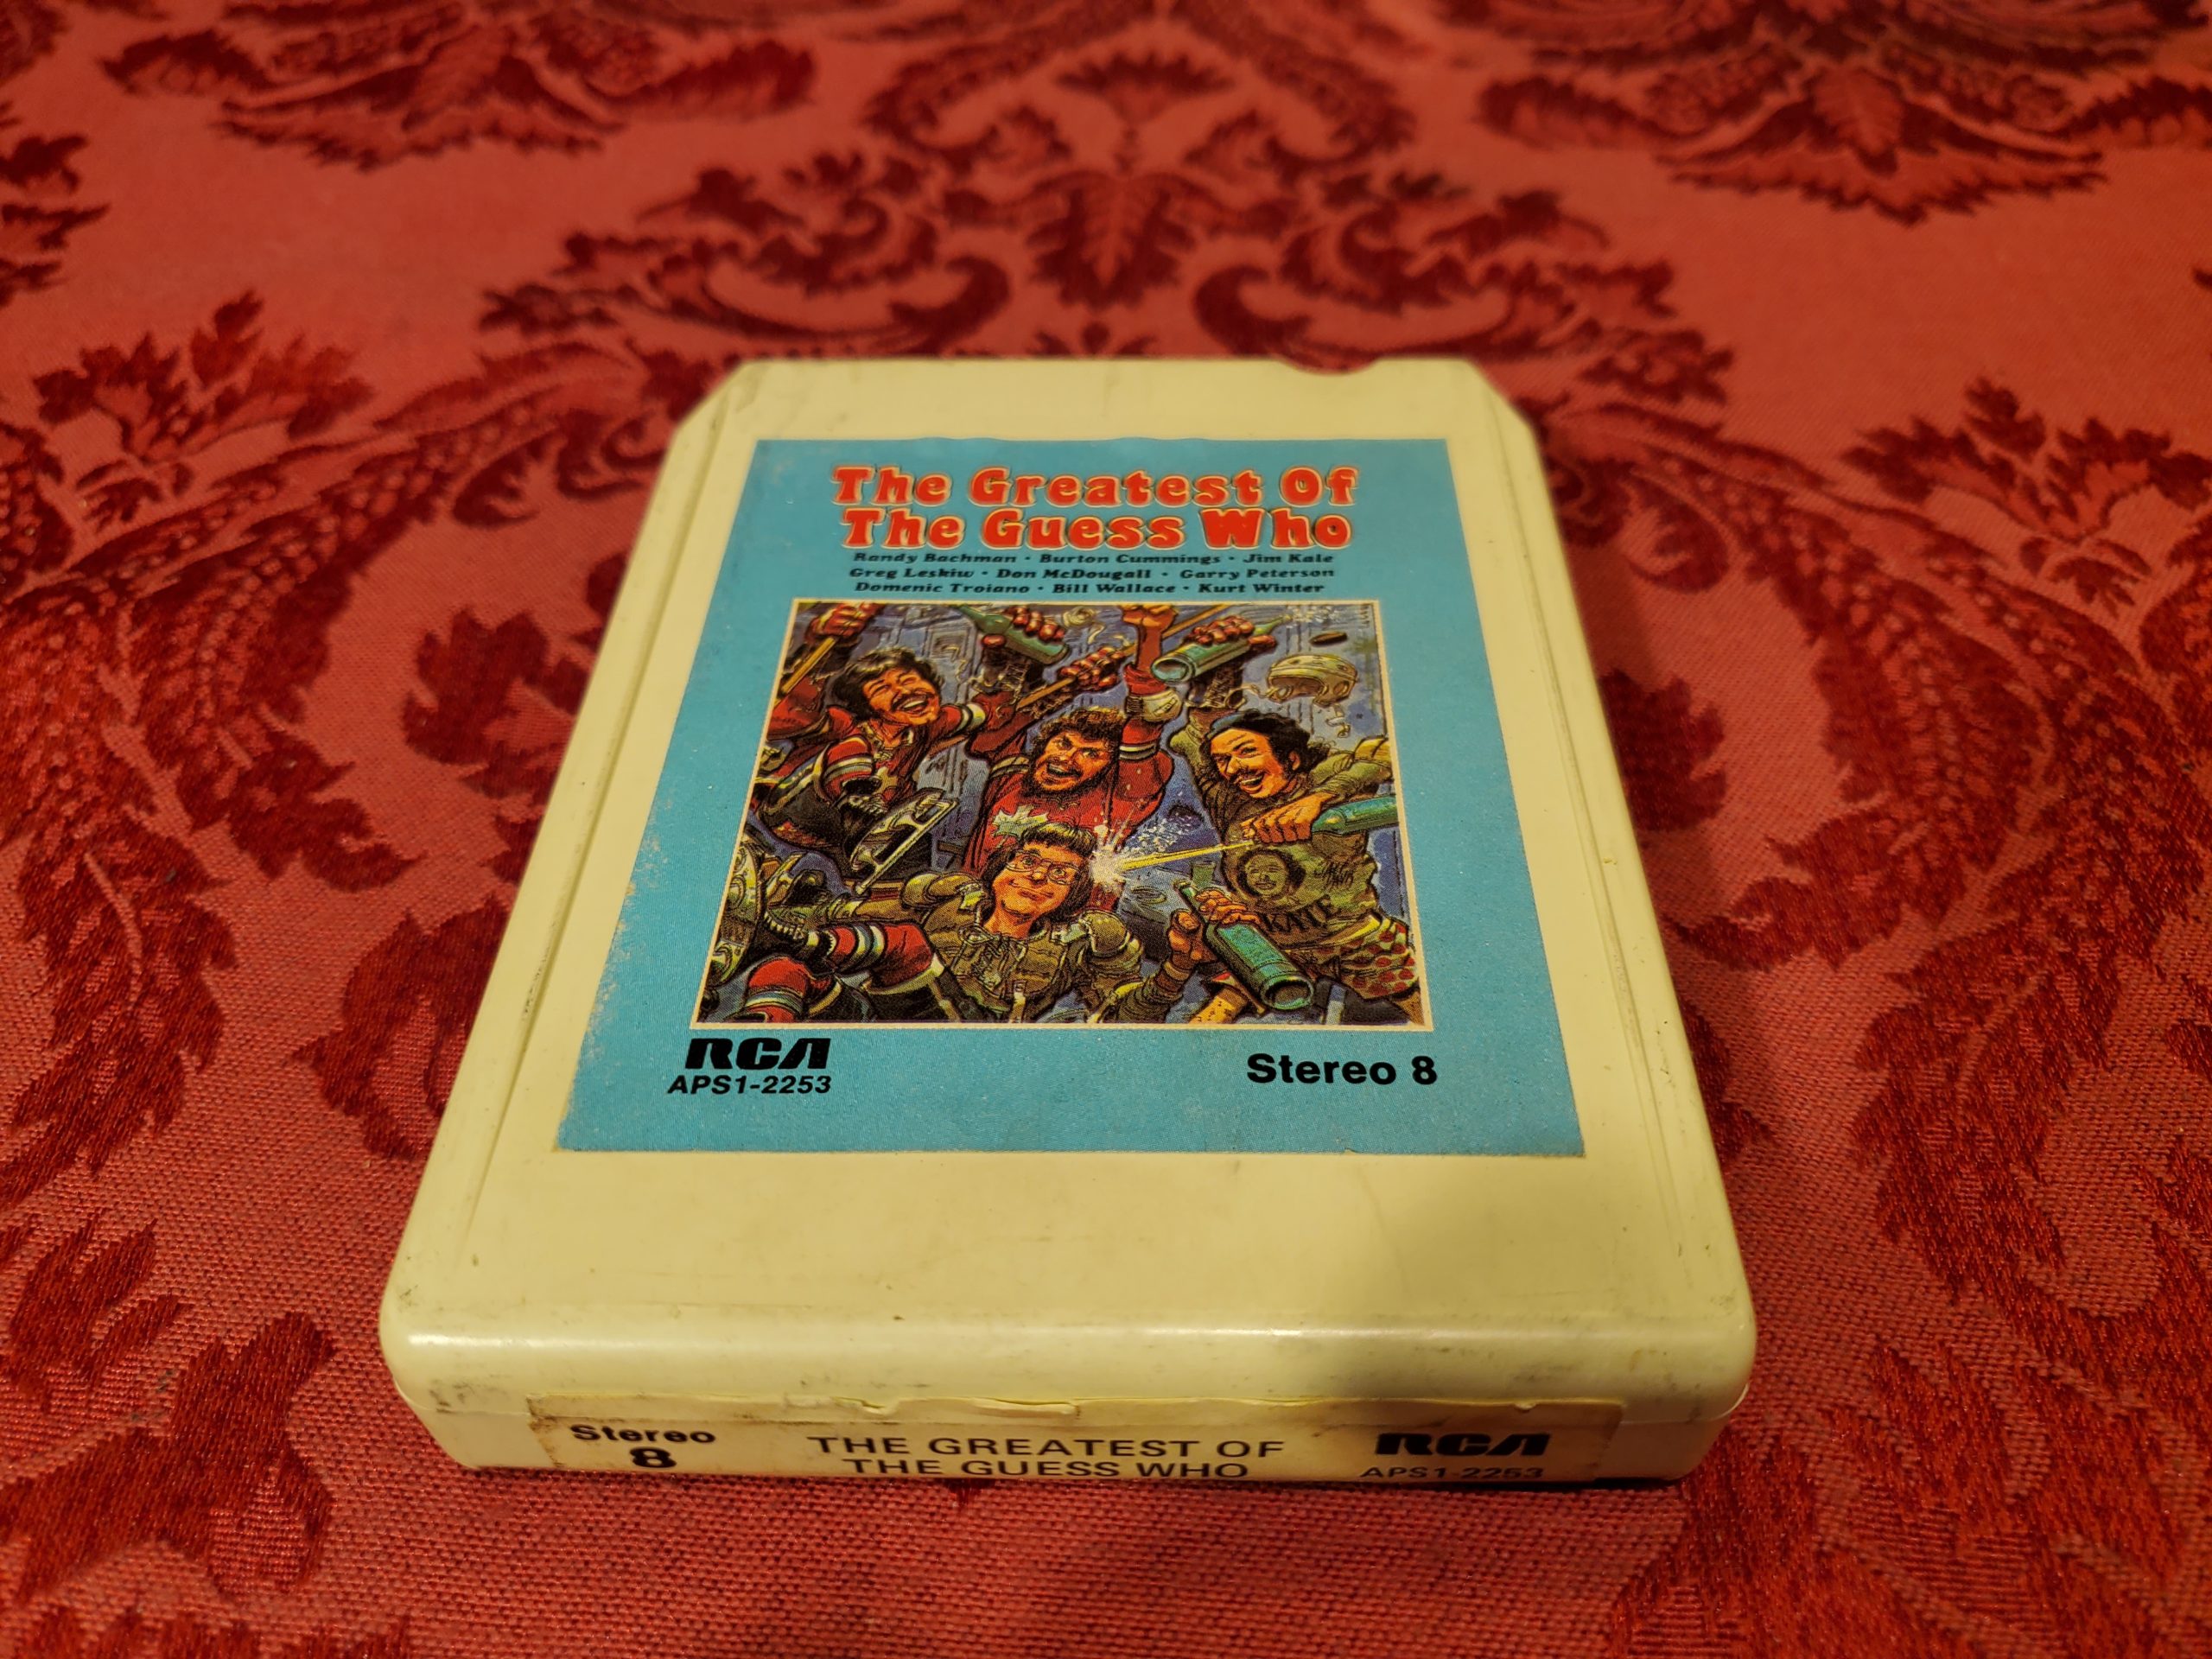 The Greatest Of
The Guess Who
Randy Bachman • Burton Cummings • Jim Kale
Greg Leskiw • Don McDougall • Garry Peterson
Domenic Troiano • Bill Wallace • Kurt Winter
KATE
RCA
APS1-2253
Stereo 8
Stereo
8
THE GREATEST OF
THE GUESS WHO
RCA
APS1-2253